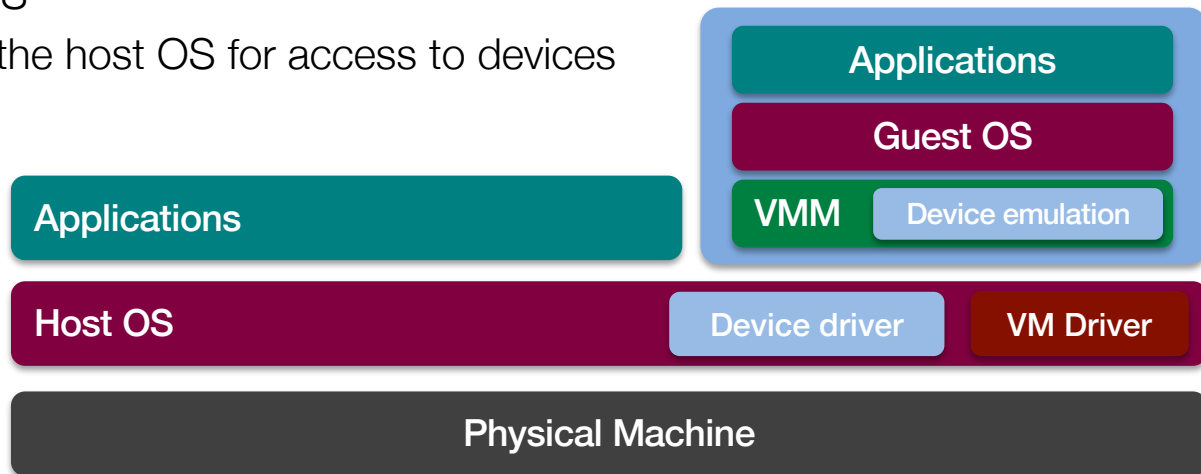 the host OS for access to devices
Applications
Guest OS
VMM
Device emulation
Applications
Host OS
Device driver
VM Driver
Physical Machine